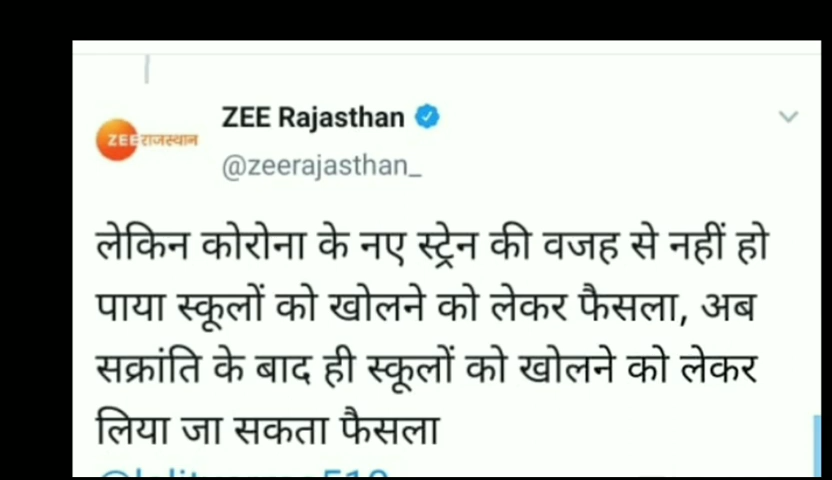 ZEE Rajasthan
ZEE राजस्थान
@zeerajasthan_
लेकिन कोरोना के नए स्ट्रेन की वजह से नहीं हो
पाया स्कूलों को खोलने को लेकर फैसला, अब
सक्रांति के बाद ही स्कूलों को खोलने को लेकर
लिया जा सकता फैसला